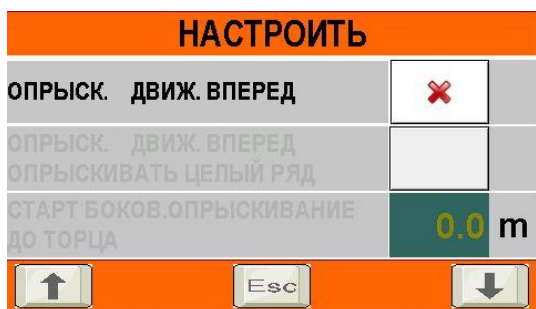 НАСТРОИТЬ
ОПРЫСК. ДВИЖ. ВПЕРЕД
ОПРЫСК. ДВИЖ. ВПЕРЕД
ОПРЫСКИВАТЬ ЦЕЛЫЙ РЯД
СТАРТ БОКОВ.ОПРЫСКИВАНИЕ
ДО ТОРЦА
0.0 m
Esc